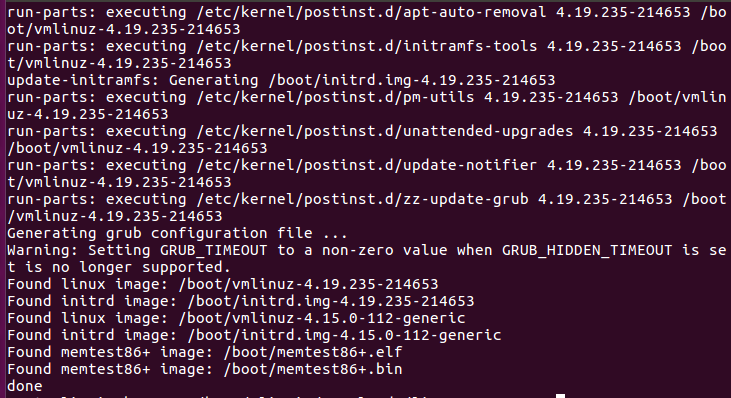 run-parts: executing /etc/kernel/postinst.d/apt-auto-removal 4.19.235-214653 /bo
ot/vmlinuz-4.19.235-214653
run-parts: executing /etc/kernel/postinst.d/initramfs-tools 4.19.235-214653 /boo
t/vmlinuz-4.19.235-214653
update-initramfs: Generating /boot/initrd.img-4.19.235-214653
run-parts: executing /etc/kernel/postinst.d/pm-utils 4.19.235-214653 /boot/vmlin
uz-4.19.235-214653
run-parts: executing /etc/kernel/postinst.d/unattended-upgrades 4.19.235-214653
/boot/vmlinuz-4.19.235-214653
run-parts: executing /etc/kernel/postinst.d/update-notifier 4.19.235-214653 /boo
t/vmlinuz-4.19.235-214653
run-parts: executing /etc/kernel/postinst.d/zz-update-grub 4.19.235-214653 /boot
/vmlinuz-4.19.235-214653
Generating grub configuration file ...
Warning: Setting GRUB_TIMEOUT to a non-zero value when GRUB_HIDDEN_TIMEOUT is se
t is no longer supported.
Found linux image: /boot/vmlinuz-4.19.235-214653
Found initrd image: /boot/initrd.img-4.19.235-214653
Found linux image: /boot/vmlinuz-4.15.0-112-generic
Found initrd image: /boot/initrd.img-4.15.0-112-generic
Found memtest86+ image: /boot/memtest86+.elf
Found memtest86+ image: /boot/memtest86+.bin
done